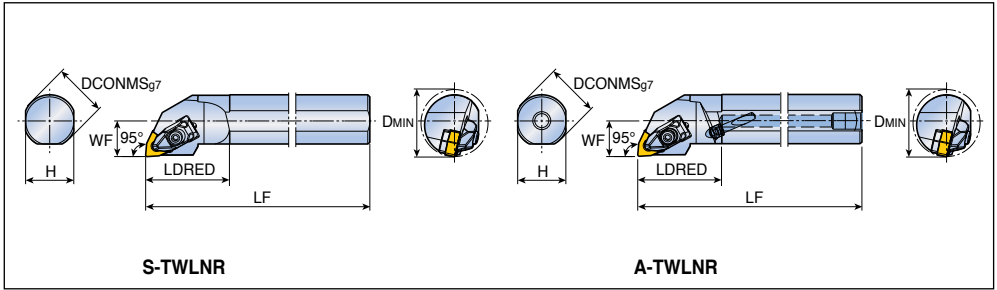 DCONMSg7
WF
95°
H
LDRED
LF
DMIN
S-TWLNR
DCONMSg7
WF
95°
H
LDRED
LF
DMIN
A-TWLNR